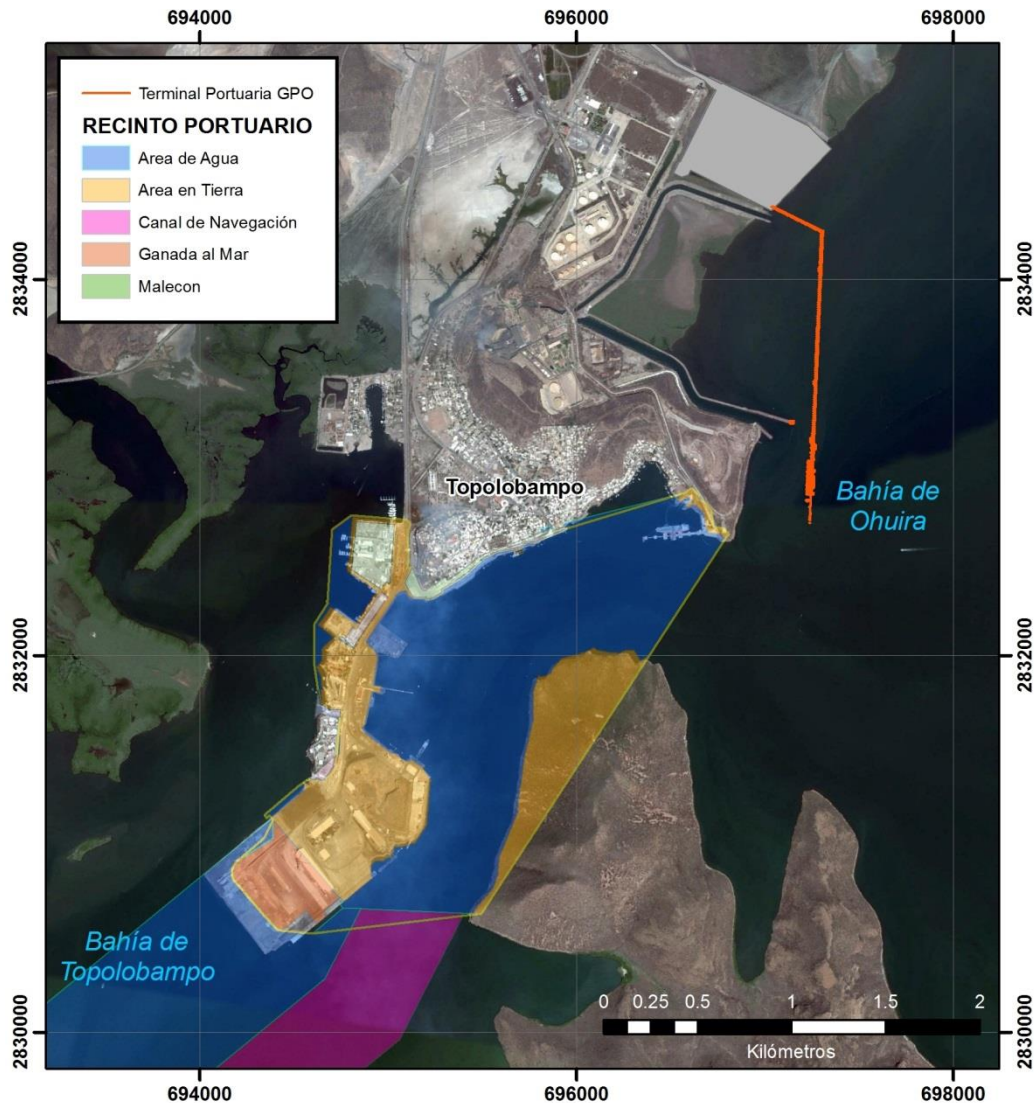 694000 696000 698000
Terminal Portuaria GPO
RECINTO PORTUARIO
Area de Agua
Area en Tierra
Canal de Navegación
Ganada al Mar
Malecon
2834000 2834000
Topolobampo
Bahía de
Ohuira
2832000 2832000
Bahía de
Topolobampo
0 0.25 0.5 1 1.5 2
Kilómetros
2830000 2830000
694000 696000 698000